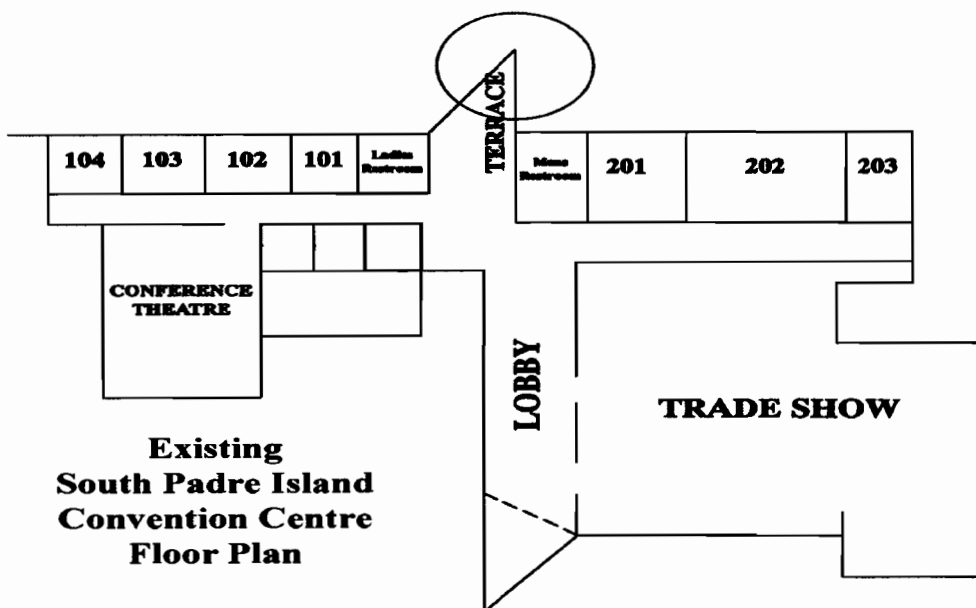 TERRACE
104
103
102
101
Ladies
Restroom
Mens
Restroom
201
202
203
CONFERENCE
THEATRE
LOBBY
TRADE SHOW
Existing
South Padre Island
Convention Centre
Floor Plan